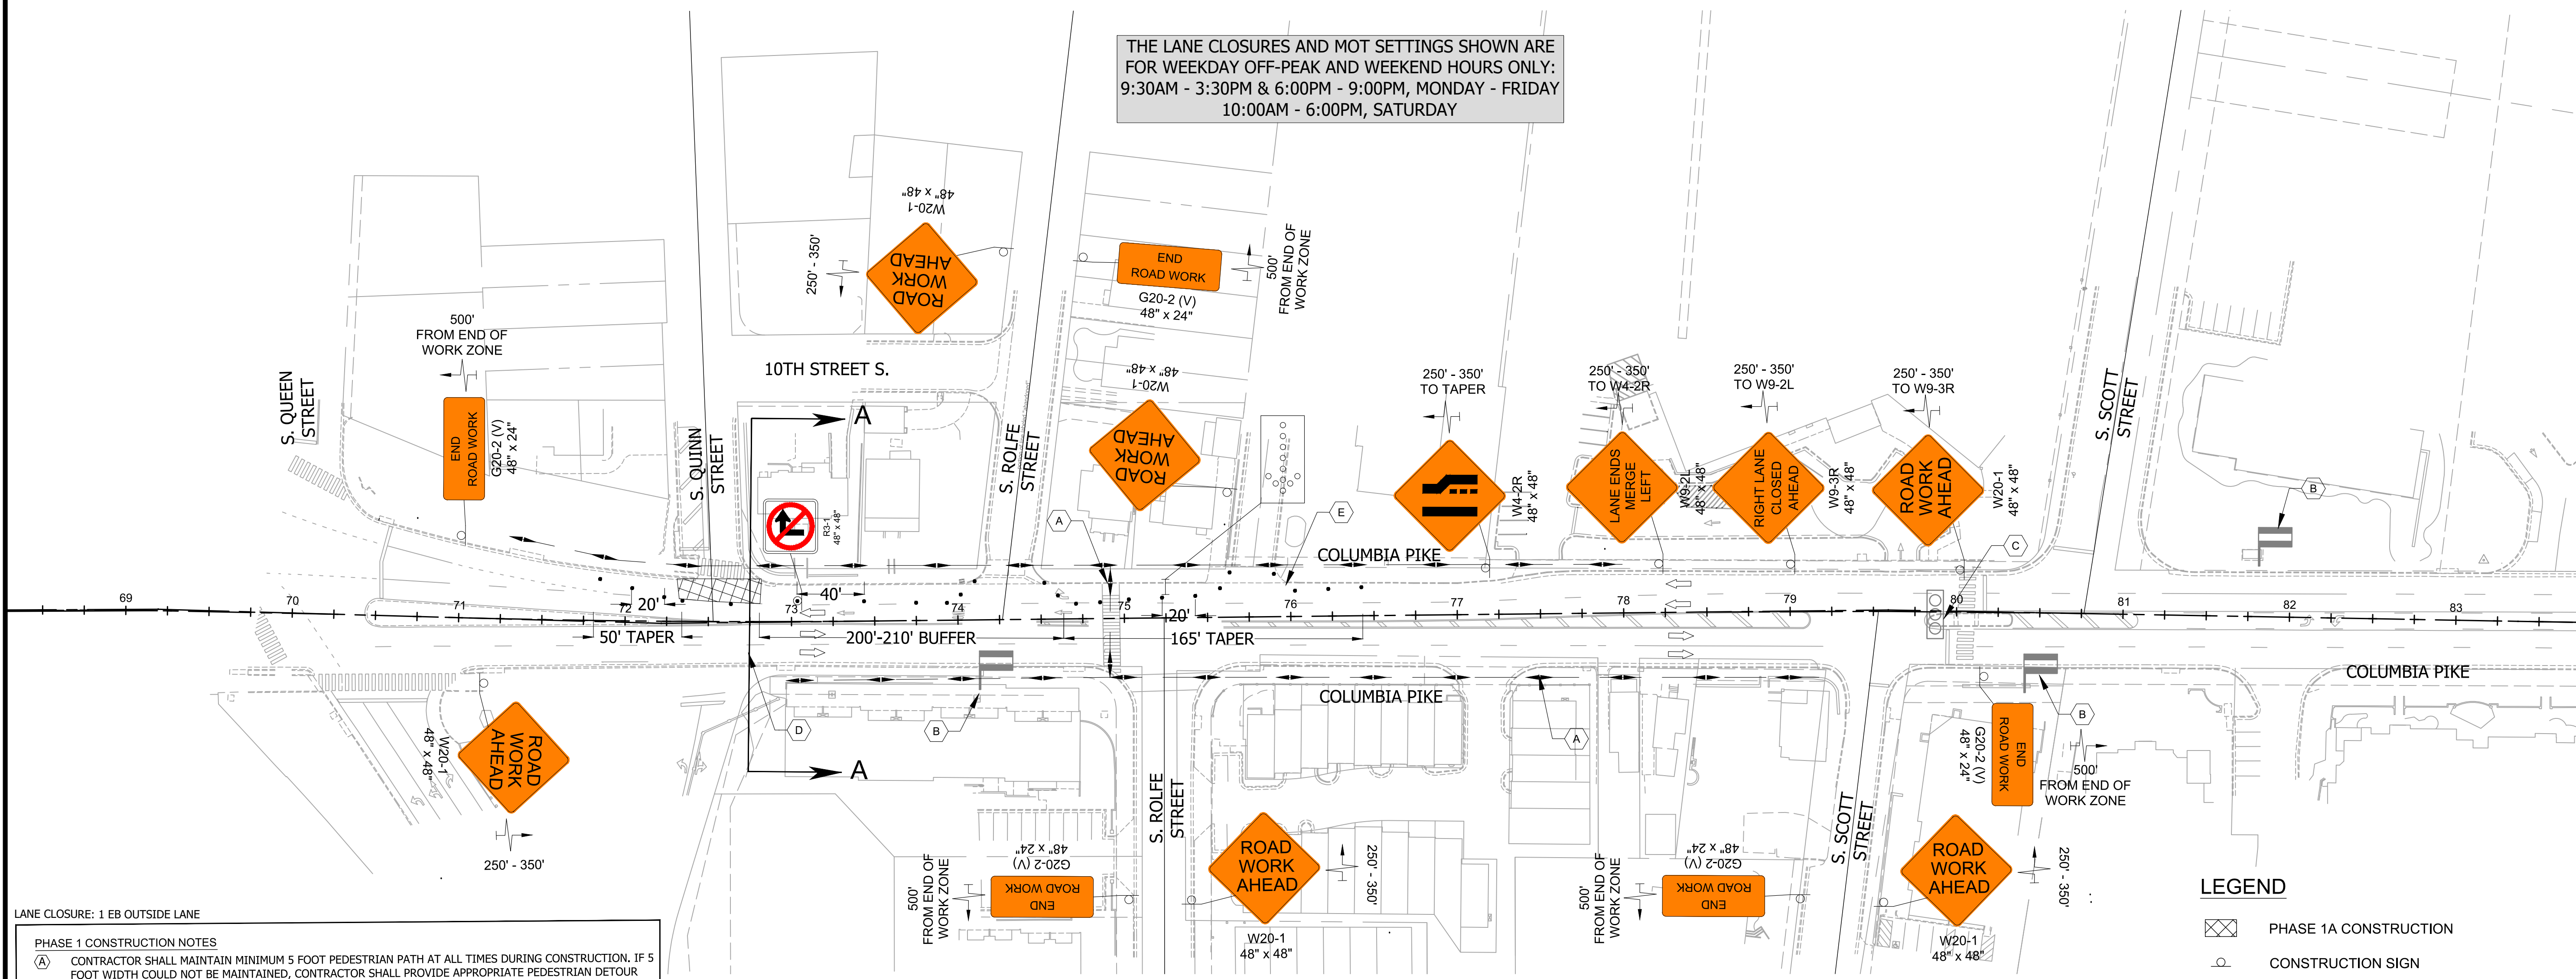 THE LANE CLOSURES AND MOT SETTINGS SHOWN ARE
FOR WEEKDAY OFF-PEAK AND WEEKEND HOURS ONLY:
9:30AM - 3:30PM & 6:00PM - 9:00PM, MONDAY - FRIDAY
10:00AM - 6:00PM, SATURDAY
W20-1
48" x 48"
250' - 350'
ROAD
WORK
AHEAD
END
ROAD WORK
G20-2 (V)
48" x 24"
500'
FROM END OF
WORK ZONE
500'
FROM END OF
WORK ZONE
END
ROAD WORK
G20-2 (V)
48" x 24"
S. QUEEN
STREET
10TH STREET S.
S. QUINN
STREET
A
R3-1
48" x 48"
S. ROLFE
STREET
W20-1
48" x 48"
ROAD
WORK
AHEAD
A
E
250' - 350'
TO TAPER
W4-2R
48" x 48"
250' - 350'
TO W4-2R
LANE ENDS
MERGE
LEFT
W9-2L
48" x 48"
250' - 350'
TO W9-2L
RIGHT LANE
CLOSED
AHEAD
W9-3R
48" x 48"
250' - 350'
TO W9-3R
ROAD
WORK
AHEAD
W20-1
48" x 48"
C
S. SCOTT
STREET
B
COLUMBIA PIKE
69
70
71
72
73
74
75
76
77
78
79
80
81
82
83
20'
40'
20'
50' TAPER
200'-210' BUFFER
165' TAPER
COLUMBIA PIKE
COLUMBIA PIKE
W20-1
48" x 48"
ROAD
WORK
AHEAD
250' - 350'
D
B
A
A
S. ROLFE
STREET
S. SCOTT
STREET
G20-2 (V)
48" x 24"
END
ROAD WORK
B
500'
FROM END OF
WORK ZONE
500'
FROM END OF
WORK ZONE
G20-2 (V)
48" x 24"
END
ROAD WORK
ROAD
WORK
AHEAD
250' - 350'
W20-1
48" x 48"
500'
FROM END OF
WORK ZONE
G20-2 (V)
48" x 24"
END
ROAD WORK
ROAD
WORK
AHEAD
250' - 350'
W20-1
48" x 48"
LEGEND
PHASE 1A CONSTRUCTION
CONSTRUCTION SIGN
LANE CLOSURE: 1 EB OUTSIDE LANE
PHASE 1 CONSTRUCTION NOTES
A CONTRACTOR SHALL MAINTAIN MINIMUM 5 FOOT PEDESTRIAN PATH AT ALL TIMES DURING CONSTRUCTION. IF 5
FOOT WIDTH COULD NOT BE MAINTAINED, CONTRACTOR SHALL PROVIDE APPROPRIATE PEDESTRIAN DETOUR